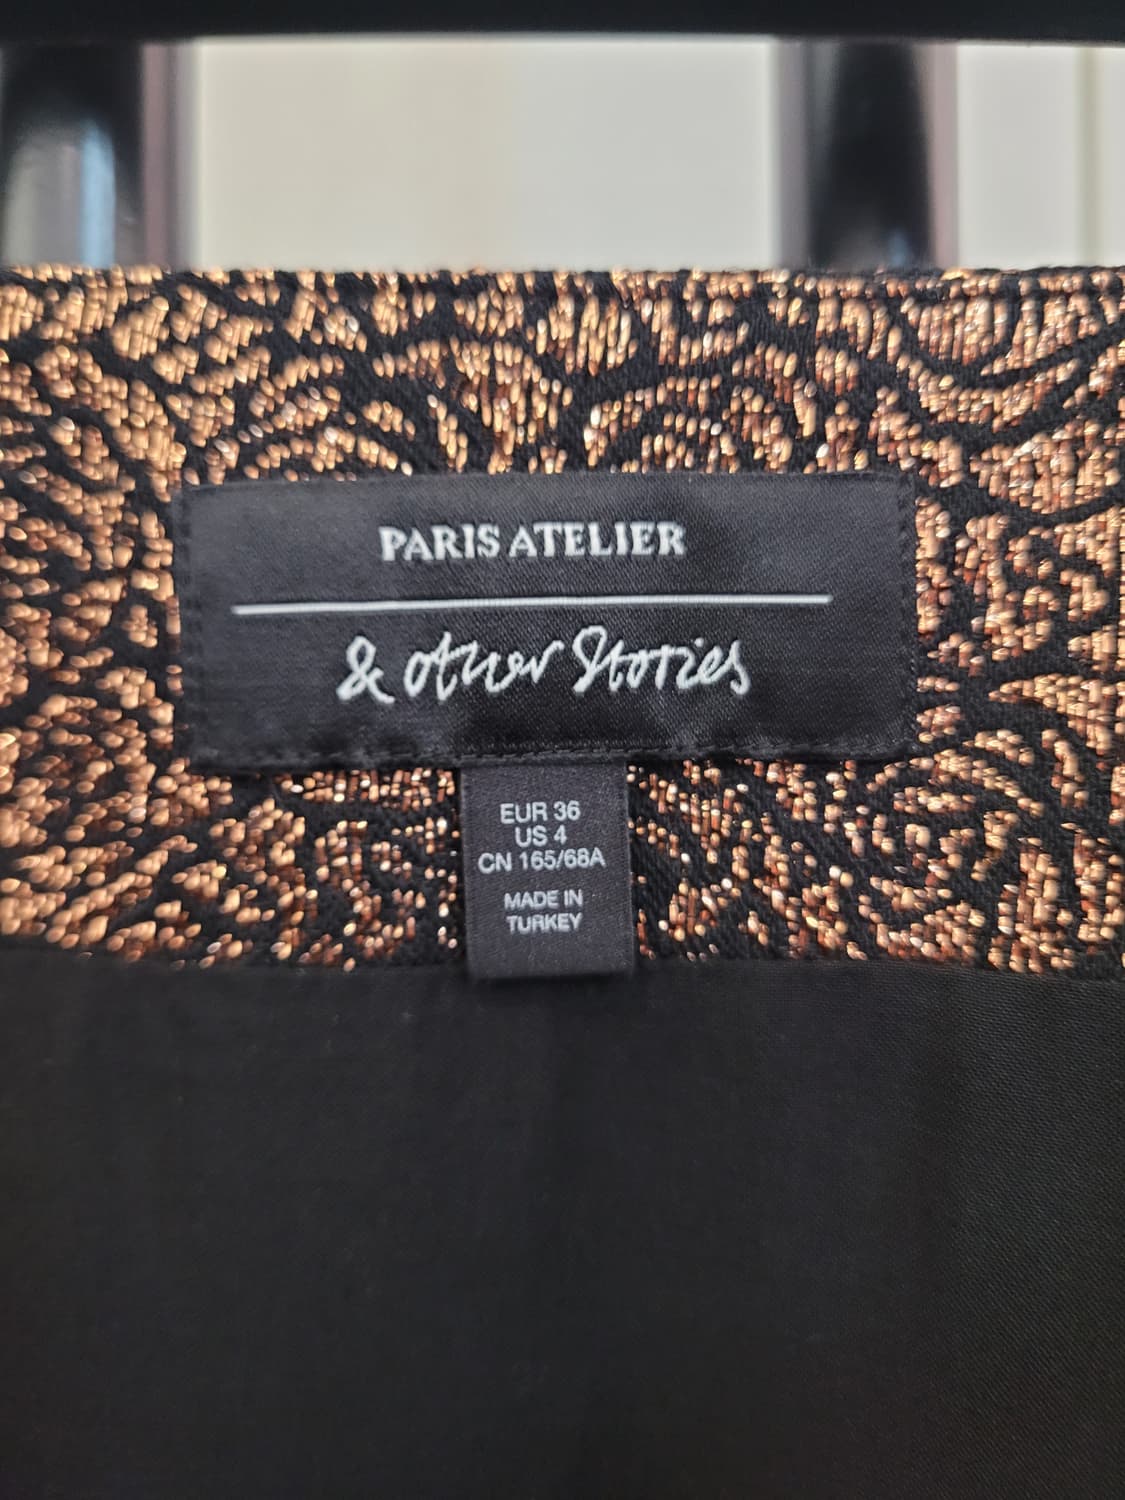 PARIS ATELIER
& other Stories
EUR 36
US 4
CN 165/68A
MADE IN
TURKEY